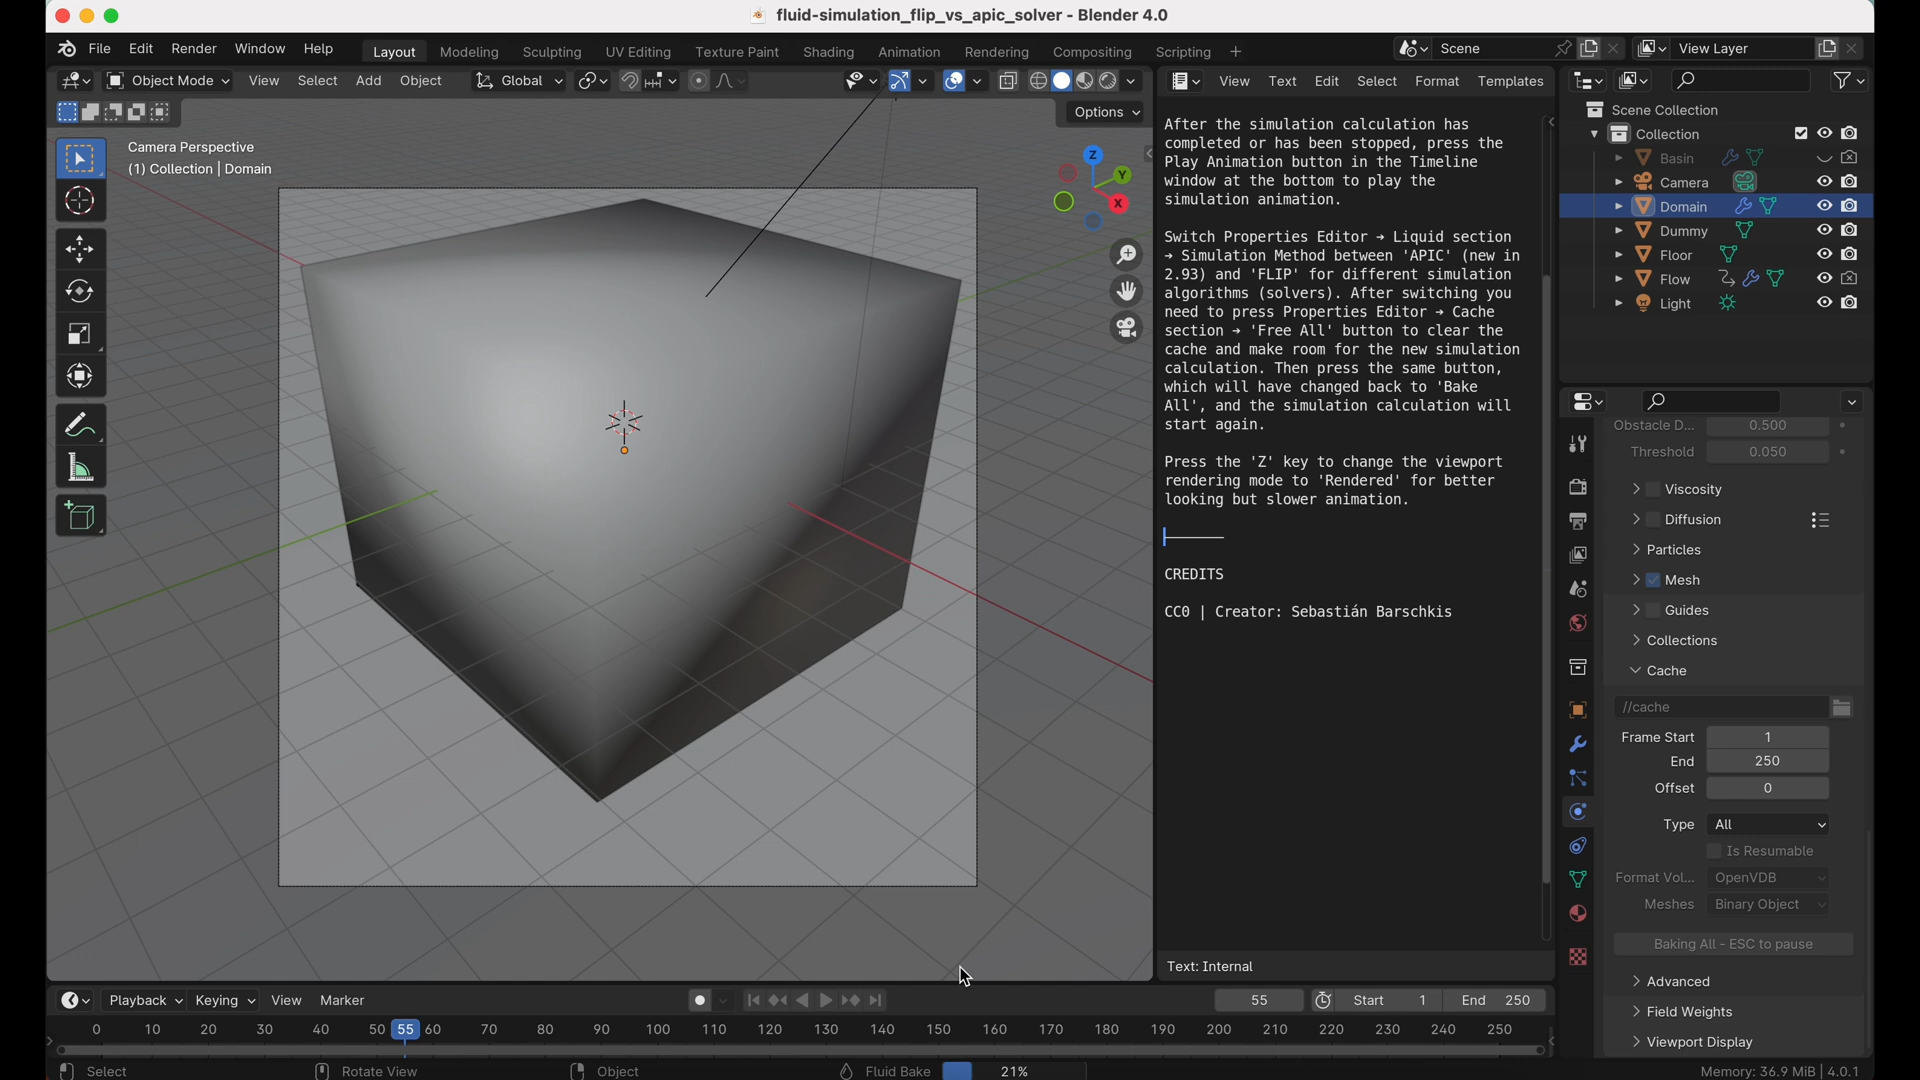 fluid-simulation_flip_vs_apic_solver - Blender 4.0
File Edit Render Window Help
Layout Modeling Sculpting UV Editing Texture Paint Shading Animation Rendering Compositing Scripting +
Scene
View Layer
Object Mode View Select Add Object Global
View Text Edit Select Format Templates
Options
Camera Perspective
(1) Collection | Domain
Z
Y
X
After the simulation calculation has
completed or has been stopped, press the
Play Animation button in the Timeline
window at the bottom to play the
simulation animation.
Switch Properties Editor → Liquid section
→ Simulation Method between 'APIC' (new in
2.93) and 'FLIP' for different simulation
algorithms (solvers). After switching you
need to press Properties Editor → Cache
section → 'Free All' button to clear the
cache and make room for the new simulation
calculation. Then press the same button,
which will have changed back to 'Bake
All', and the simulation calculation will
start again.
Press the 'Z' key to change the viewport
rendering mode to 'Rendered' for better
looking but slower animation.
CREDITS
CC0 | Creator: Sebastián Barschkis
Text: Internal
Scene Collection
Collection
Basin
Camera
Domain
Dummy
Floor
Flow
Light
Obstacle D... 0.500
Threshold 0.050
Viscosity
Diffusion
Particles
Mesh
Guides
Collections
Cache
//cache
Frame Start 1
End 250
Offset 0
Type All
Is Resumable
Format Vol... OpenVDB
Meshes Binary Object
Baking All - ESC to pause
Advanced
Field Weights
Viewport Display
Playback Keying View Marker
55 Start 1 End 250
0 10 20 30 40 50 55 60 70 80 90 100 110 120 130 140 150 160 170 180 190 200 210 220 230 240 250
Select Rotate View Object Fluid Bake 21%
Memory: 36.9 MiB | 4.0.1